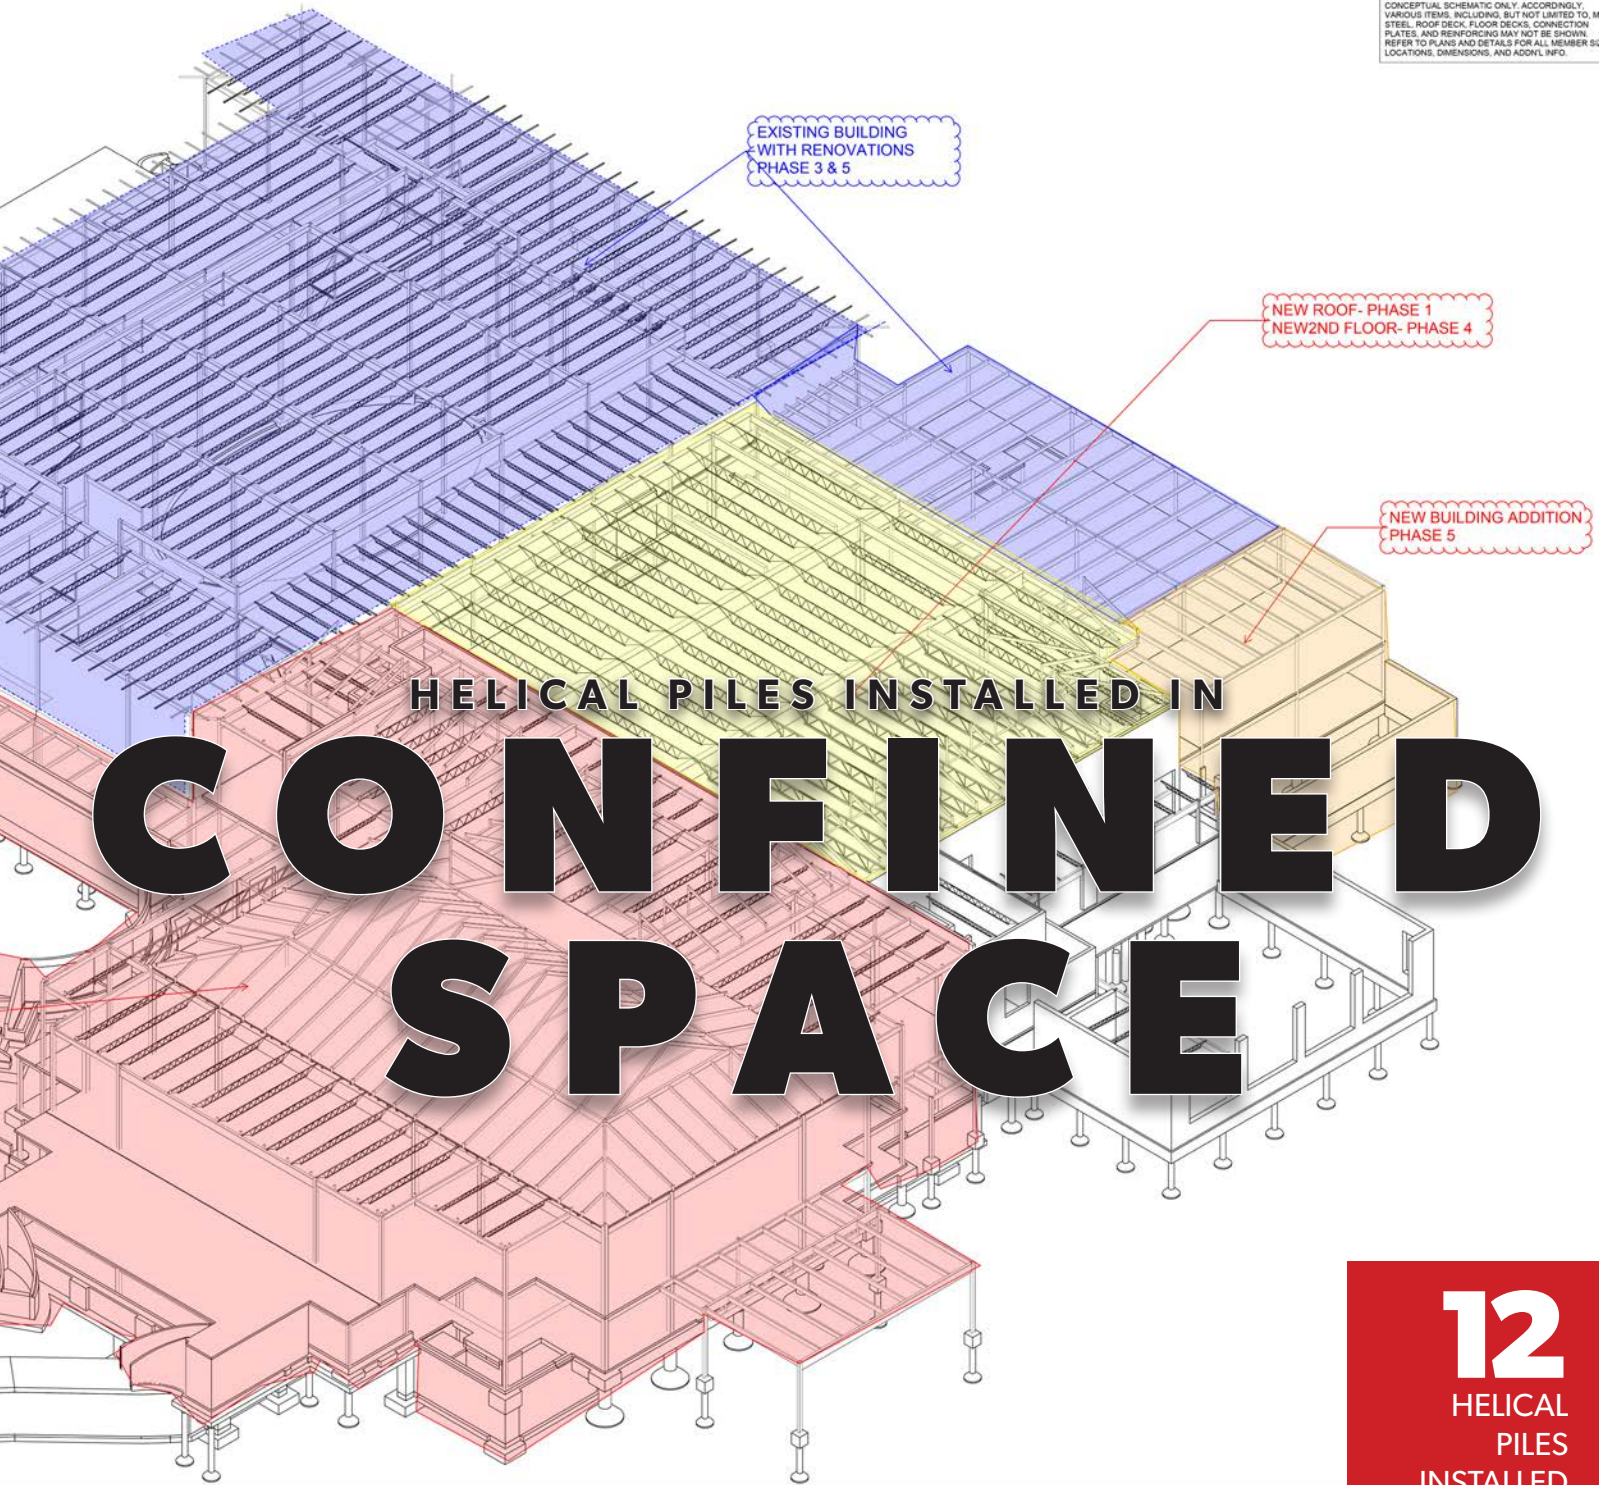 CONCEPTUAL SCHEMATIC ONLY. ACCORDINGLY,
VARIOUS ITEMS, INCLUDING, BUT NOT LIMITED TO, M
STEEL, ROOF DECK, FLOOR DECKS, CONNECTION
PLATES, AND REINFORCING MAY NOT BE SHOWN.
REFER TO PLANS AND DETAILS FOR ALL MEMBER SIZ
LOCATIONS, DIMENSIONS, AND ADDN'L INFO.
EXISTING BUILDING
WITH RENOVATIONS
PHASE 3 & 5
NEW ROOF- PHASE 1
NEW2ND FLOOR- PHASE 4
NEW BUILDING ADDITION
PHASE 5
HELICAL PILES INSTALLED IN
CONFINED
SPACE
12
HELICAL
PILES
INSTALLED